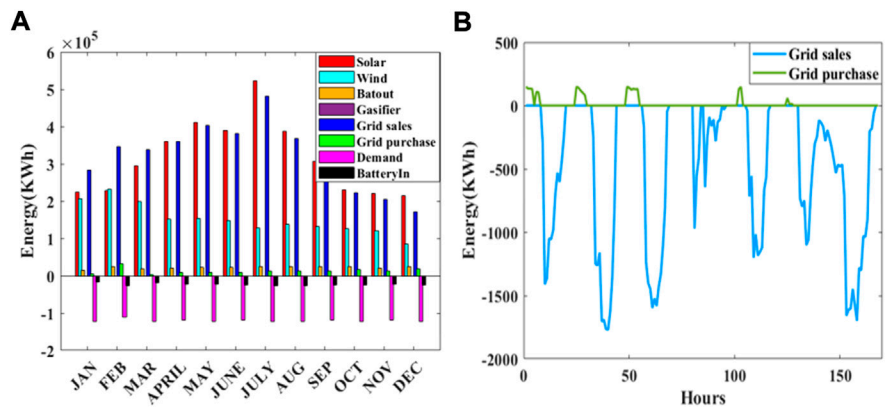 A
×10⁵
6
5
4
3
2
1
0
-1
-2
Energy(KWh)
Solar
Wind
Batout
Gasifier
Grid sales
Grid purchase
Demand
BatteryIn
JAN
FEB
MAR
APRIL
MAY
JUNE
JULY
AUG
SEP
OCT
NOV
DEC
B
500
0
-500
-1000
-1500
-2000
Energy(KWh)
Grid sales
Grid purchase
0
50
100
150
Hours